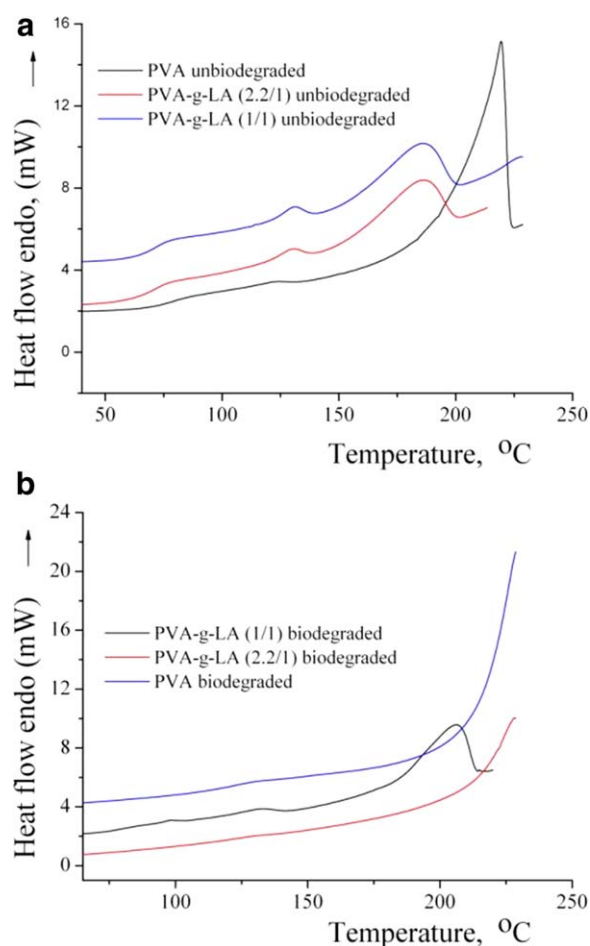 a
16
12
8
4
0
Heat flow endo, (mW)
PVA unbiodegraded
PVA-g-LA (2.2/1) unbiodegraded
PVA-g-LA (1/1) unbiodegraded
50 100 150 200 250
Temperature, °C
b
24
20
16
12
8
4
0
Heat flow endo (mW)
PVA-g-LA (1/1) biodegraded
PVA-g-LA (2.2/1) biodegraded
PVA biodegraded
100 150 200 250
Temperature, °C